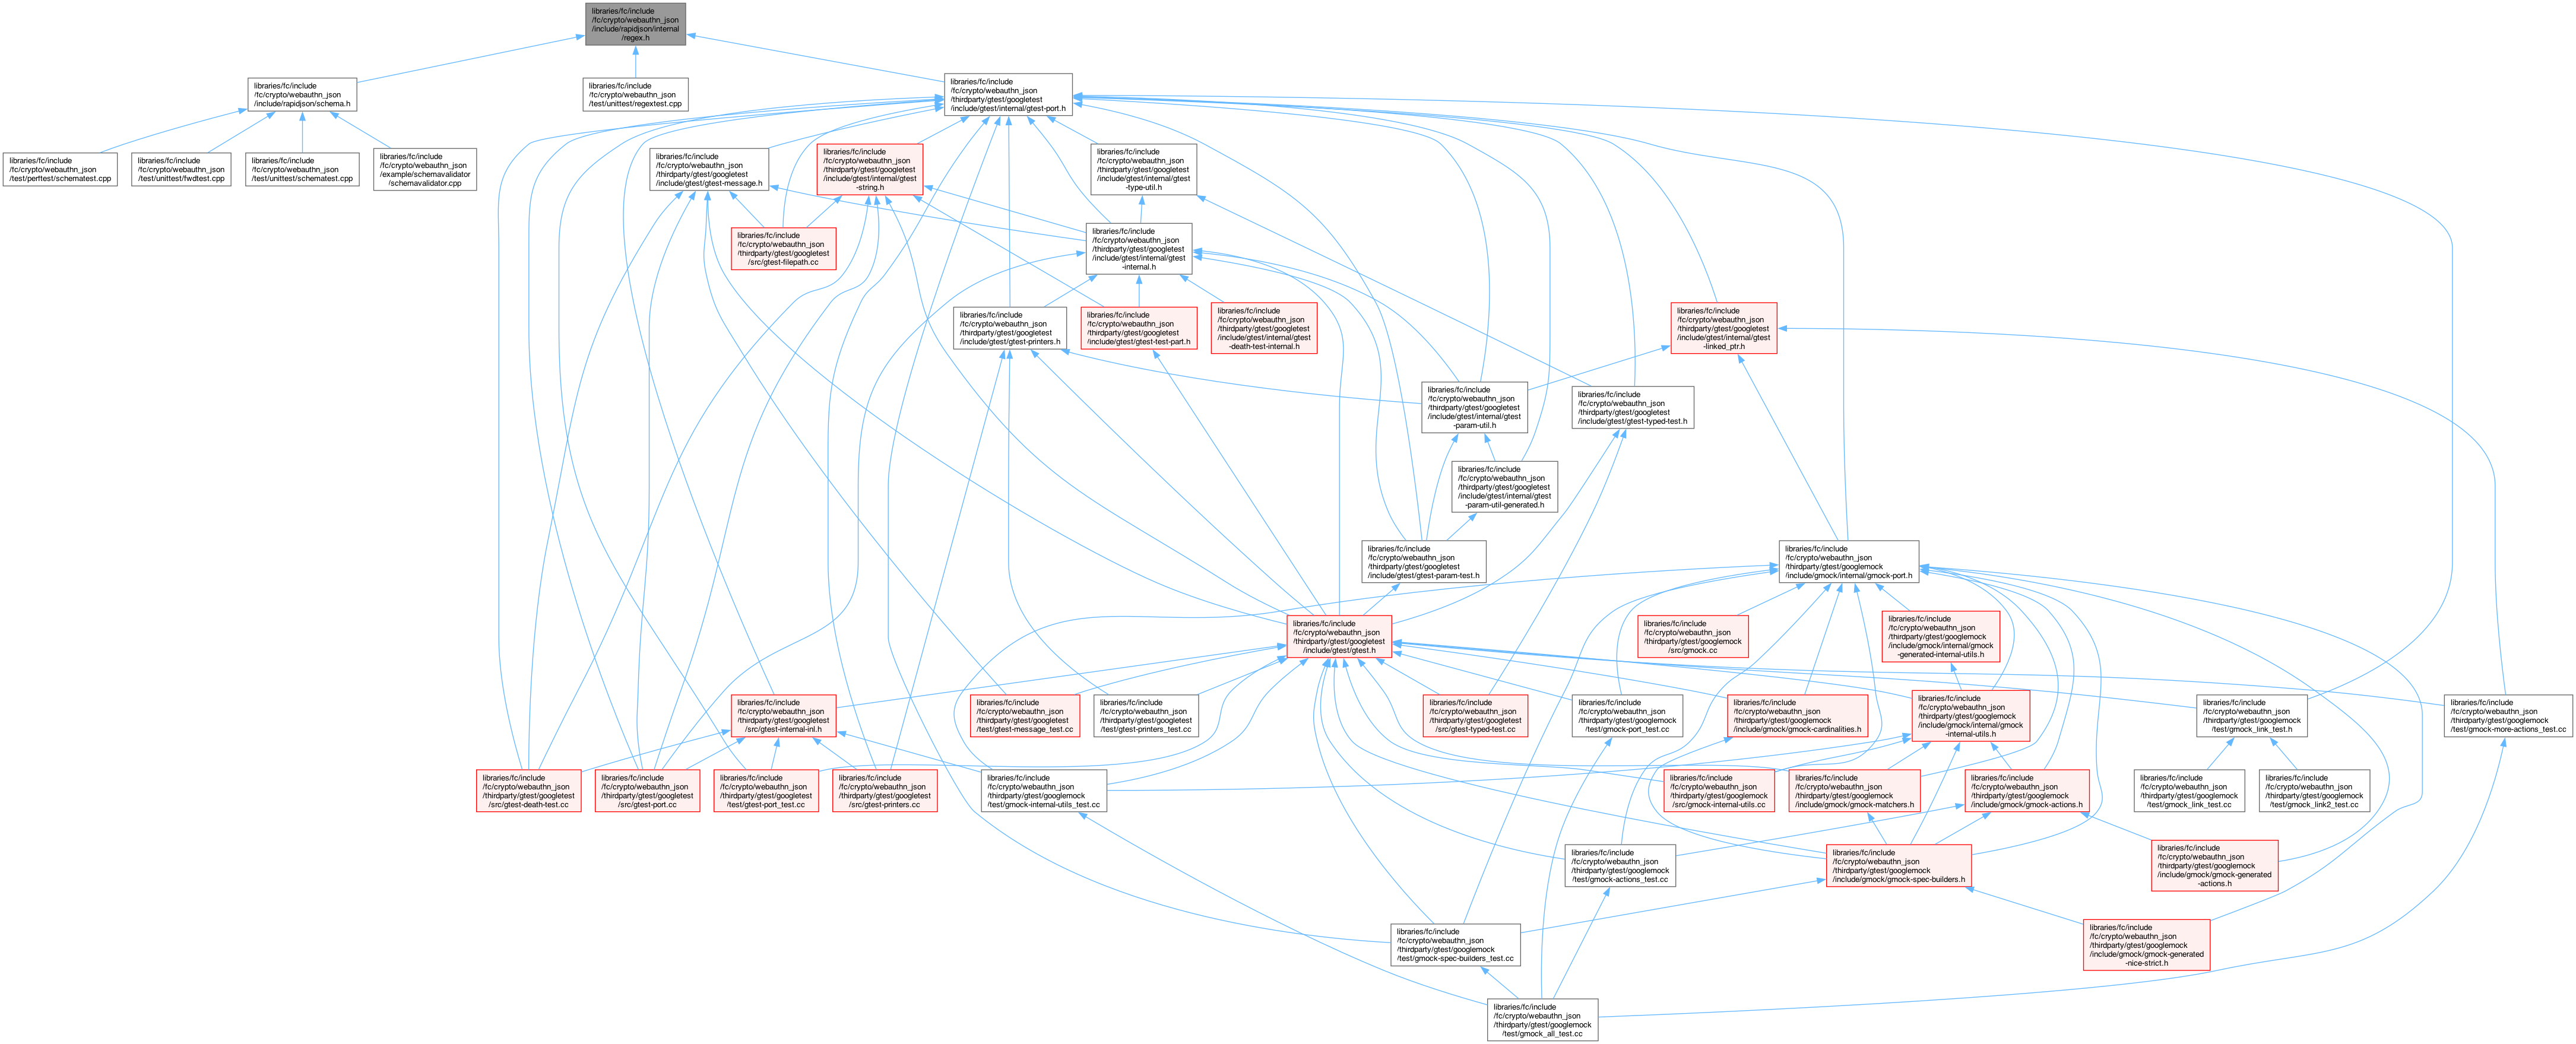 libraries/fc/include
/fc/crypto/webauthn_json
/include/rapidjson/internal
/regex.h
libraries/fc/include
/fc/crypto/webauthn_json
/include/rapidjson/schema.h
libraries/fc/include
/fc/crypto/webauthn_json
/test/unittest/regextest.cpp
libraries/fc/include
/fc/crypto/webauthn_json
/thirdparty/gtest/googletest
/include/gtest/internal/gtest-port.h
libraries/fc/include
/fc/crypto/webauthn_json
/test/perftest/schematest.cpp
libraries/fc/include
/fc/crypto/webauthn_json
/test/unittest/fwdtest.cpp
libraries/fc/include
/fc/crypto/webauthn_json
/test/unittest/schematest.cpp
libraries/fc/include
/fc/crypto/webauthn_json
/example/schemavalidator
/schemavalidator.cpp
libraries/fc/include
/fc/crypto/webauthn_json
/thirdparty/gtest/googletest
/include/gtest/gtest-message.h
libraries/fc/include
/fc/crypto/webauthn_json
/thirdparty/gtest/googletest
/include/gtest/internal/gtest
-string.h
libraries/fc/include
/fc/crypto/webauthn_json
/thirdparty/gtest/googletest
/include/gtest/internal/gtest
-type-util.h
libraries/fc/include
/fc/crypto/webauthn_json
/thirdparty/gtest/googletest
/src/gtest-filepath.cc
libraries/fc/include
/fc/crypto/webauthn_json
/thirdparty/gtest/googletest
/include/gtest/internal/gtest
-internal.h
libraries/fc/include
/fc/crypto/webauthn_json
/thirdparty/gtest/googletest
/include/gtest/gtest-printers.h
libraries/fc/include
/fc/crypto/webauthn_json
/thirdparty/gtest/googletest
/include/gtest/gtest-test-part.h
libraries/fc/include
/fc/crypto/webauthn_json
/thirdparty/gtest/googletest
/include/gtest/internal/gtest
-death-test-internal.h
libraries/fc/include
/fc/crypto/webauthn_json
/thirdparty/gtest/googletest
/include/gtest/internal/gtest
-linked_ptr.h
libraries/fc/include
/fc/crypto/webauthn_json
/thirdparty/gtest/googletest
/include/gtest/internal/gtest
-param-util.h
libraries/fc/include
/fc/crypto/webauthn_json
/thirdparty/gtest/googletest
/include/gtest/gtest-typed-test.h
libraries/fc/include
/fc/crypto/webauthn_json
/thirdparty/gtest/googletest
/include/gtest/internal/gtest
-param-util-generated.h
libraries/fc/include
/fc/crypto/webauthn_json
/thirdparty/gtest/googletest
/include/gtest/gtest-param-test.h
libraries/fc/include
/fc/crypto/webauthn_json
/thirdparty/gtest/googlemock
/include/gmock/internal/gmock-port.h
libraries/fc/include
/fc/crypto/webauthn_json
/thirdparty/gtest/googletest
/include/gtest/gtest.h
libraries/fc/include
/fc/crypto/webauthn_json
/thirdparty/gtest/googlemock
/src/gmock.cc
libraries/fc/include
/fc/crypto/webauthn_json
/thirdparty/gtest/googlemock
/include/gmock/internal/gmock
-generated-internal-utils.h
libraries/fc/include
/fc/crypto/webauthn_json
/thirdparty/gtest/googletest
/src/gtest-internal-inl.h
libraries/fc/include
/fc/crypto/webauthn_json
/thirdparty/gtest/googletest
/test/gtest-message_test.cc
libraries/fc/include
/fc/crypto/webauthn_json
/thirdparty/gtest/googletest
/test/gtest-printers_test.cc
libraries/fc/include
/fc/crypto/webauthn_json
/thirdparty/gtest/googletest
/src/gtest-typed-test.cc
libraries/fc/include
/fc/crypto/webauthn_json
/thirdparty/gtest/googlemock
/test/gmock-port_test.cc
libraries/fc/include
/fc/crypto/webauthn_json
/thirdparty/gtest/googlemock
/include/gmock/gmock-cardinalities.h
libraries/fc/include
/fc/crypto/webauthn_json
/thirdparty/gtest/googlemock
/include/gmock/internal/gmock
-internal-utils.h
libraries/fc/include
/fc/crypto/webauthn_json
/thirdparty/gtest/googlemock
/test/gmock_link_test.h
libraries/fc/include
/fc/crypto/webauthn_json
/thirdparty/gtest/googlemock
/test/gmock-more-actions_test.cc
libraries/fc/include
/fc/crypto/webauthn_json
/thirdparty/gtest/googletest
/src/gtest-death-test.cc
libraries/fc/include
/fc/crypto/webauthn_json
/thirdparty/gtest/googletest
/src/gtest-port.cc
libraries/fc/include
/fc/crypto/webauthn_json
/thirdparty/gtest/googletest
/test/gtest-port_test.cc
libraries/fc/include
/fc/crypto/webauthn_json
/thirdparty/gtest/googletest
/src/gtest-printers.cc
libraries/fc/include
/fc/crypto/webauthn_json
/thirdparty/gtest/googlemock
/test/gmock-internal-utils_test.cc
libraries/fc/include
/fc/crypto/webauthn_json
/thirdparty/gtest/googlemock
/src/gmock-internal-utils.cc
libraries/fc/include
/fc/crypto/webauthn_json
/thirdparty/gtest/googlemock
/include/gmock/gmock-matchers.h
libraries/fc/include
/fc/crypto/webauthn_json
/thirdparty/gtest/googlemock
/include/gmock/gmock-actions.h
libraries/fc/include
/fc/crypto/webauthn_json
/thirdparty/gtest/googlemock
/test/gmock_link_test.cc
libraries/fc/include
/fc/crypto/webauthn_json
/thirdparty/gtest/googlemock
/test/gmock_link2_test.cc
libraries/fc/include
/fc/crypto/webauthn_json
/thirdparty/gtest/googlemock
/test/gmock-actions_test.cc
libraries/fc/include
/fc/crypto/webauthn_json
/thirdparty/gtest/googlemock
/include/gmock/gmock-spec-builders.h
libraries/fc/include
/fc/crypto/webauthn_json
/thirdparty/gtest/googlemock
/include/gmock/gmock-generated
-actions.h
libraries/fc/include
/fc/crypto/webauthn_json
/thirdparty/gtest/googlemock
/test/gmock-spec-builders_test.cc
libraries/fc/include
/fc/crypto/webauthn_json
/thirdparty/gtest/googlemock
/include/gmock/gmock-generated
-nice-strict.h
libraries/fc/include
/fc/crypto/webauthn_json
/thirdparty/gtest/googlemock
/test/gmock_all_test.cc